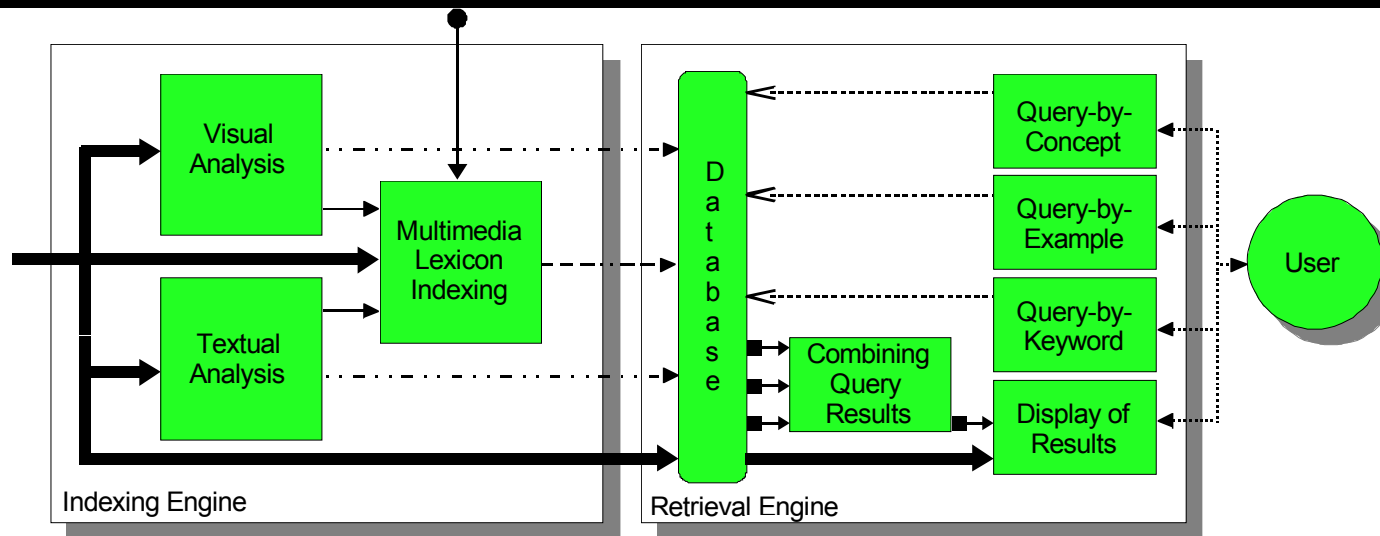 Visual
Analysis
Multimedia
Lexicon
Indexing
Textual
Analysis
Indexing Engine
D
a
t
a
b
a
s
e
Query-by-
Concept
Query-by-
Example
Query-by-
Keyword
Combining
Query
Results
Display of
Results
Retrieval Engine
User